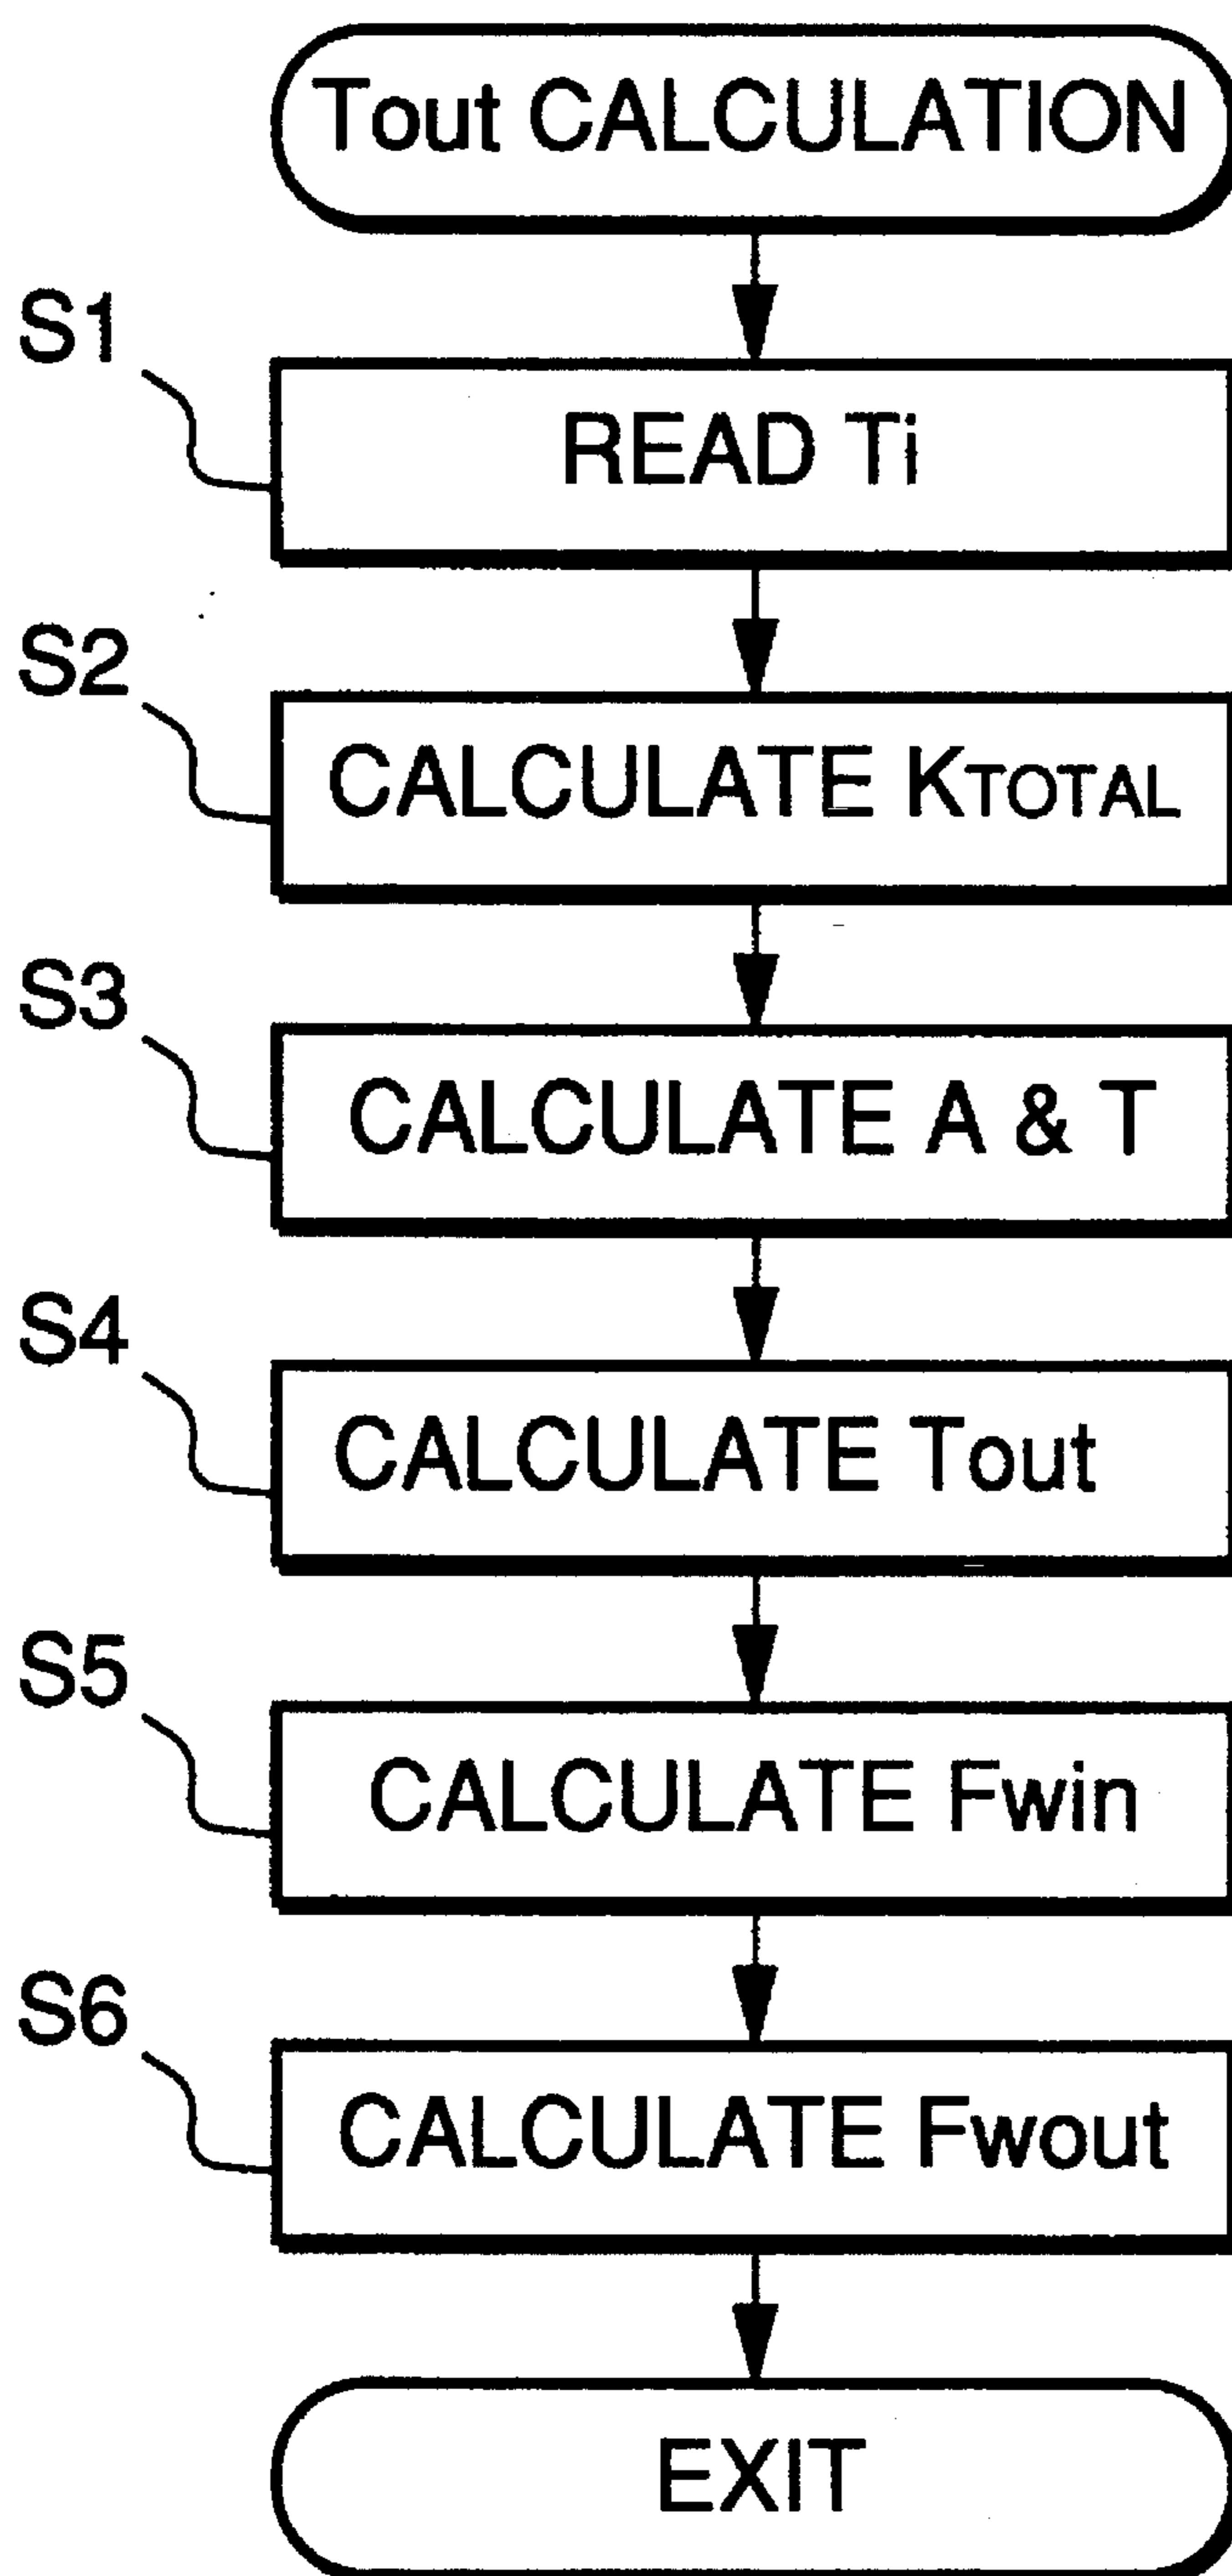 Tout CALCULATION
S1
READ Ti
S2
CALCULATE KTOTAL
S3
CALCULATE A & T
S4
CALCULATE Tout
S5
CALCULATE Fwin
S6
CALCULATE Fwout
EXIT